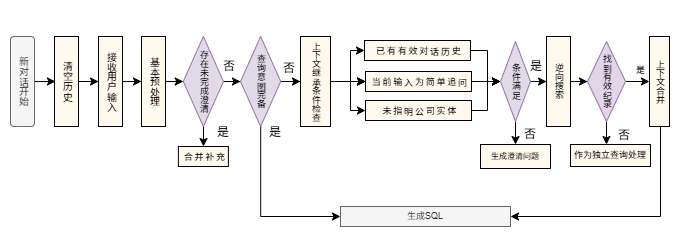 新对话开始
清空历史
接收用户输入
基本预处理
存在未完成澄清
否
是
合并补充
查询意图完备
否
是
上下文继承条件检查
已有有效对话历史
当前输入为简单追问
未指明公司实体
条件满足
是
否
生成澄清问题
逆向搜索
找到有效纪录
是
否
作为独立查询处理
上下文合并
生成SQL